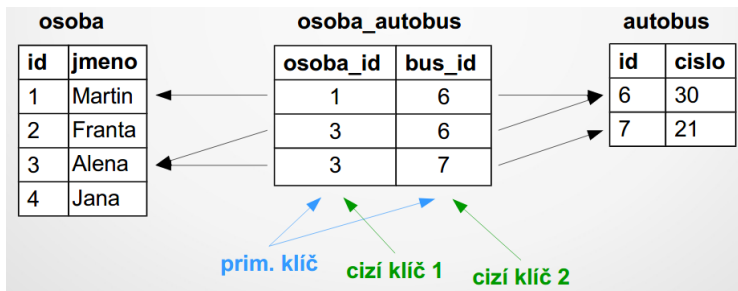 osoba osoba_autobus autobus
id jmeno osoba_id bus_id id cislo
1 Martin 1 6 6 30
2 Franta 3 6 7 21
3 Alena 3 7
4 Jana
prim. klíč cizí klíč 1 cizí klíč 2